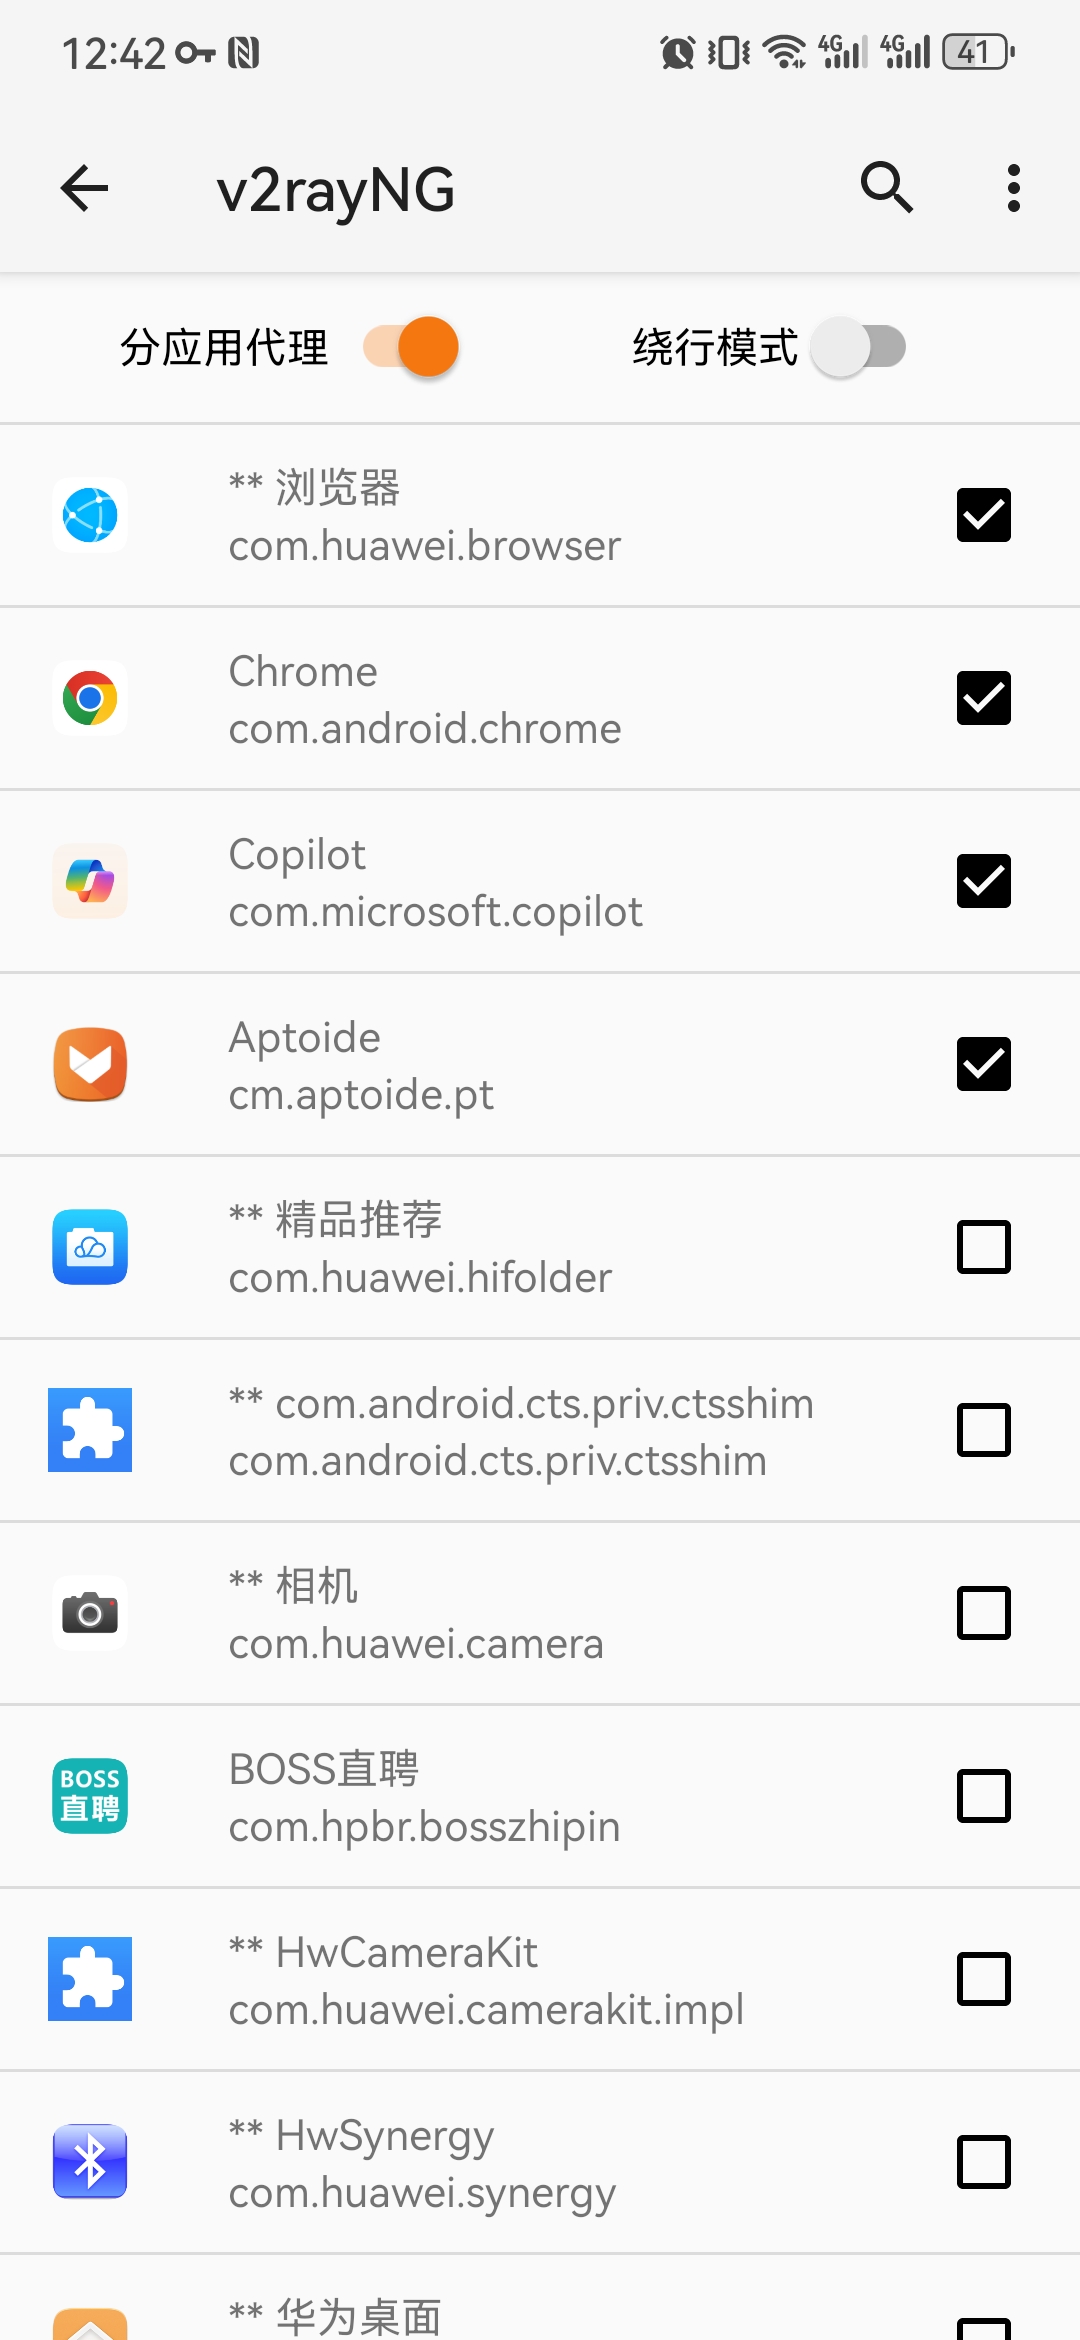 12:42
4G 4G 41
v2rayNG
分应用代理 绕行模式
** 浏览器
com.huawei.browser
Chrome
com.android.chrome
Copilot
com.microsoft.copilot
Aptoide
cm.aptoide.pt
** 精品推荐
com.huawei.hifolder
** com.android.cts.priv.ctsshim
com.android.cts.priv.ctsshim
** 相机
com.huawei.camera
BOSS
直聘
BOSS直聘
com.hpbr.bosszhipin
** HwCameraKit
com.huawei.camerakit.impl
** HwSynergy
com.huawei.synergy
** 华为桌面